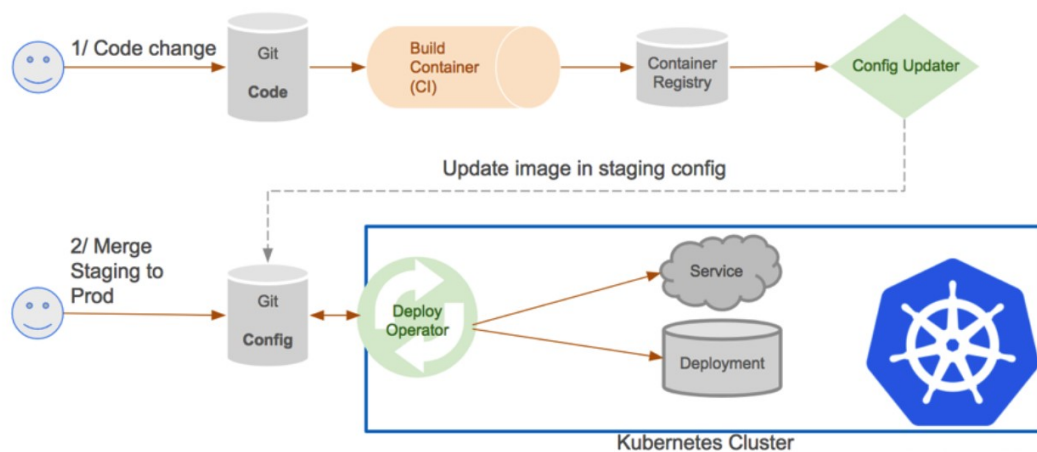 1/ Code change
Git
Code
Build
Container
(CI)
Container
Registry
Config Updater
Update image in staging config
2/ Merge
Staging to
Prod
Git
Config
Deploy
Operator
Service
Deployment
Kubernetes Cluster